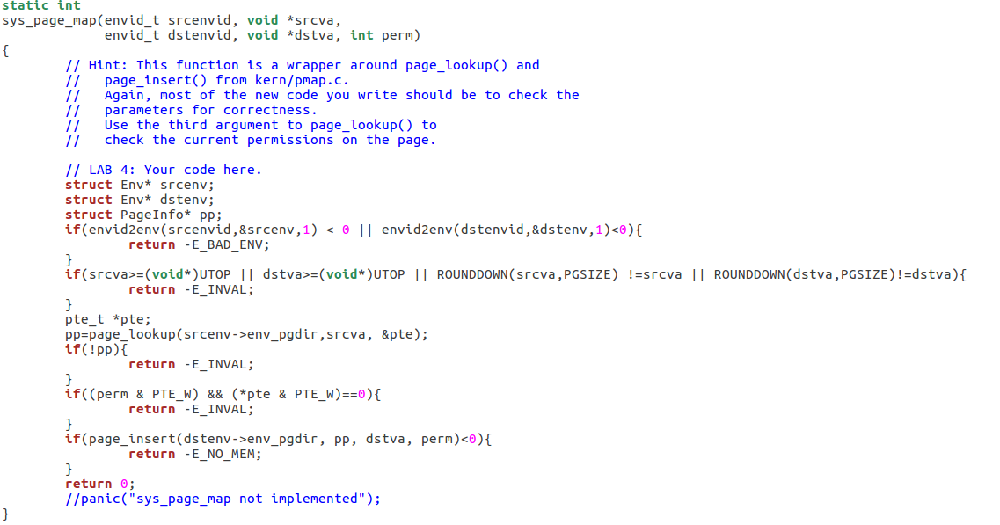 static int
sys_page_map(envid_t srcenvid, void *srcva,
             envid_t dstenvid, void *dstva, int perm)
{
        // Hint: This function is a wrapper around page_lookup() and
        //   page_insert() from kern/pmap.c.
        //   Again, most of the new code you write should be to check the
        //   parameters for correctness.
        //   Use the third argument to page_lookup() to
        //   check the current permissions on the page.

        // LAB 4: Your code here.
        struct Env* srcenv;
        struct Env* dstenv;
        struct PageInfo* pp;
        if(envid2env(srcenvid,&srcenv,1) < 0 || envid2env(dstenvid,&dstenv,1)<0){
                return -E_BAD_ENV;
        }
        if(srcva>=(void*)UTOP || dstva>=(void*)UTOP || ROUNDDOWN(srcva,PGSIZE) !=srcva || ROUNDDOWN(dstva,PGSIZE)!=dstva){
                return -E_INVAL;
        }
        pte_t *pte;
        pp=page_lookup(srcenv->env_pgdir,srcva, &pte);
        if(!pp){
                return -E_INVAL;
        }
        if((perm & PTE_W) && (*pte & PTE_W)==0){
                return -E_INVAL;
        }
        if(page_insert(dstenv->env_pgdir, pp, dstva, perm)<0){
                return -E_NO_MEM;
        }
        return 0;
        //panic("sys_page_map not implemented");
}